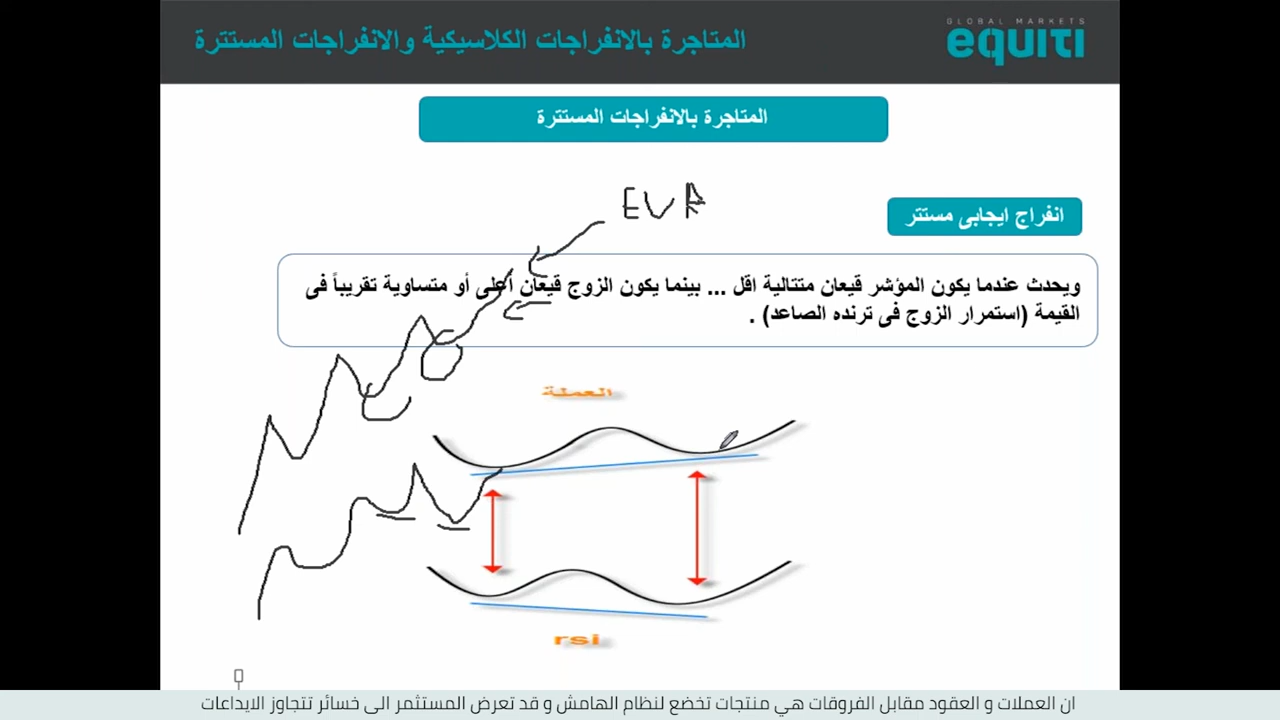 GLOBAL MARKETS
equiti
المتاجرة بالانفراجات الكلاسيكية والانفراجات المستترة
المتاجرة بالانفراجات المستترة
EUR
انفراج ايجابى مستتر
ويحدث عندما يكون المؤشر قيعان متتالية اقل ... بينما يكون الزوج قيعان أعلى أو متساوية تقريباً فى
القيمة (استمرار الزوج فى ترنده الصاعد) .
العملة
rsi
ان العملات و العقود مقابل الفروقات هي منتجات تخضع لنظام الهامش و قد تعرض المستثمر الى خسائر تتجاوز الايداعات